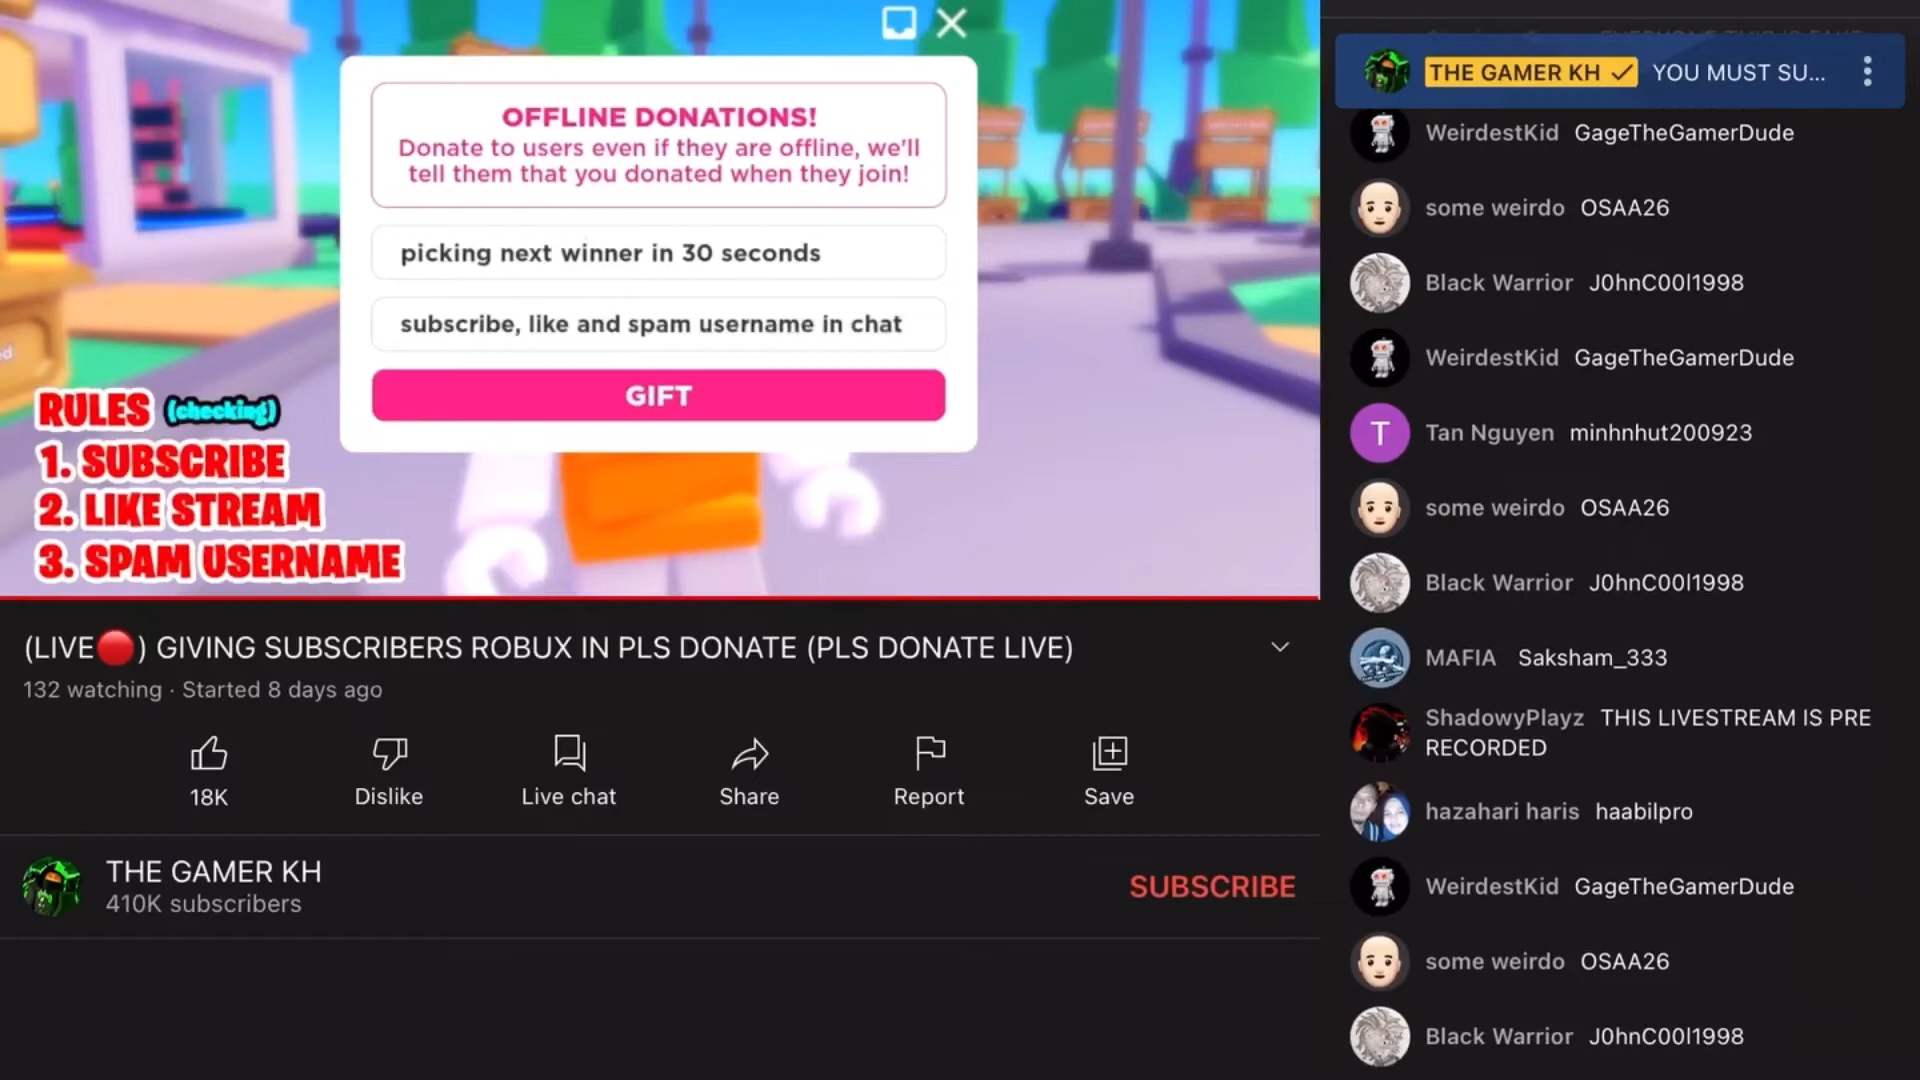 OFFLINE DONATIONS!
Donate to users even if they are offline, we'll
tell them that you donated when they join!
picking next winner in 30 seconds
subscribe, like and spam username in chat
GIFT
RULES (checking)
1. SUBSCRIBE
2. LIKE STREAM
3. SPAM USERNAME
(LIVE🔴) GIVING SUBSCRIBERS ROBUX IN PLS DONATE (PLS DONATE LIVE)
132 watching · Started 8 days ago
18K
Dislike
Live chat
Share
Report
Save
THE GAMER KH
410K subscribers
SUBSCRIBE
THE GAMER KH ✓ YOU MUST SU...
WeirdestKid GageTheGamerDude
some weirdo OSAA26
Black Warrior J0hnC00l1998
WeirdestKid GageTheGamerDude
T Tan Nguyen minhnhut200923
some weirdo OSAA26
Black Warrior J0hnC00l1998
MAFIA Saksham_333
ShadowyPlayz THIS LIVESTREAM IS PRE
RECORDED
hazahari haris haabilpro
WeirdestKid GageTheGamerDude
some weirdo OSAA26
Black Warrior J0hnC00l1998